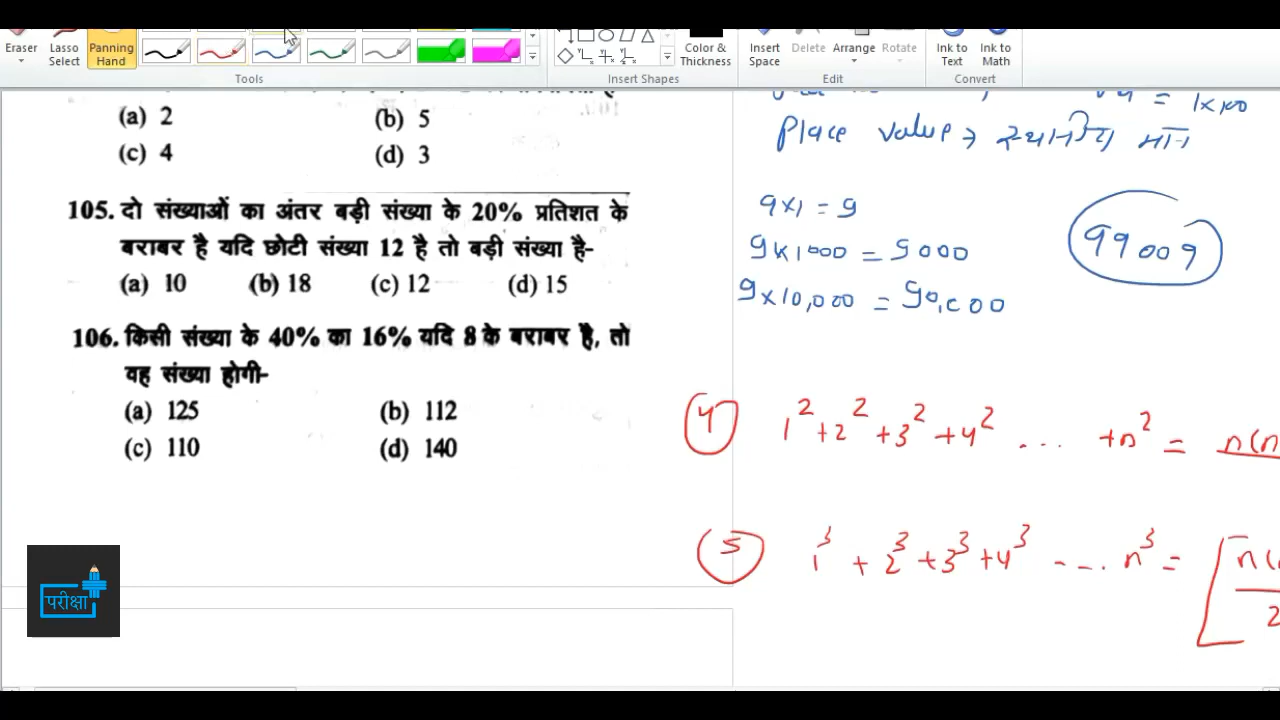 Eraser
Lasso Select
Panning Hand
Color & Thickness
Insert Space
Delete
Arrange
Rotate
Ink to Text
Ink to Math
Tools
Insert Shapes
Edit
Convert
(a) 2 (b) 5
(c) 4 (d) 3
105. दो संख्याओं का अंतर बड़ी संख्या के 20% प्रतिशत के
बराबर है यदि छोटी संख्या 12 है तो बड़ी संख्या है-
(a) 10 (b) 18 (c) 12 (d) 15
106. किसी संख्या के 40% का 16% यदि 8 के बराबर है, तो
वह संख्या होगी-
(a) 125 (b) 112
(c) 110 (d) 140
परीक्षा
Place value → स्थानीय मान
9×1 = 9
9×1000 = 9000
9×10,000 = 90,000
99009
4 1² + 2² + 3² + 4² ... + n² = n(n
5 1³ + 2³ + 3³ + 4³ ---. n³ = [n(
2